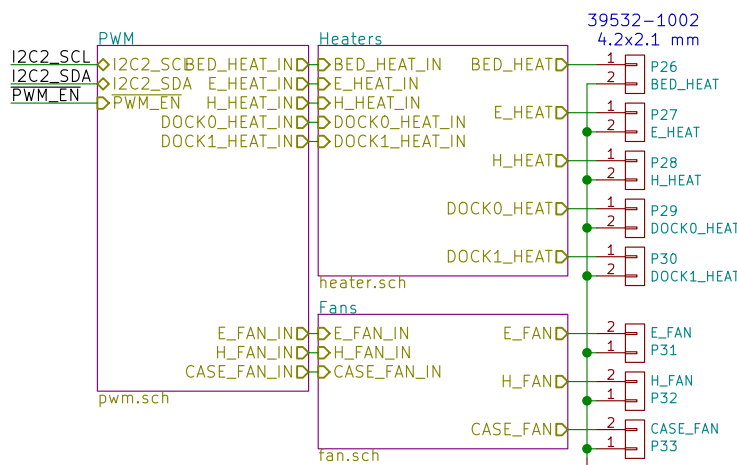 39532-1002
4.2x2.1 mm
PWM
Heaters
I2C2_SCL
I2C2_SCL
BED_HEAT_IN
BED_HEAT_IN
BED_HEAT
1
P26
I2C2_SDA
I2C2_SDA
E_HEAT_IN
E_HEAT_IN
2
BED_HEAT
PWM_EN
PWM_EN
H_HEAT_IN
H_HEAT_IN
E_HEAT
1
P27
DOCK0_HEAT_IN
DOCK0_HEAT_IN
2
E_HEAT
DOCK1_HEAT_IN
DOCK1_HEAT_IN
H_HEAT
1
P28
2
H_HEAT
DOCK0_HEAT
1
P29
2
DOCK0_HEAT
DOCK1_HEAT
1
P30
2
DOCK1_HEAT
heater.sch
Fans
E_FAN_IN
E_FAN_IN
E_FAN
2
E_FAN
H_FAN_IN
H_FAN_IN
1
P31
CASE_FAN_IN
CASE_FAN_IN
H_FAN
2
H_FAN
pwm.sch
1
P32
CASE_FAN
2
CASE_FAN
1
P33
fan.sch